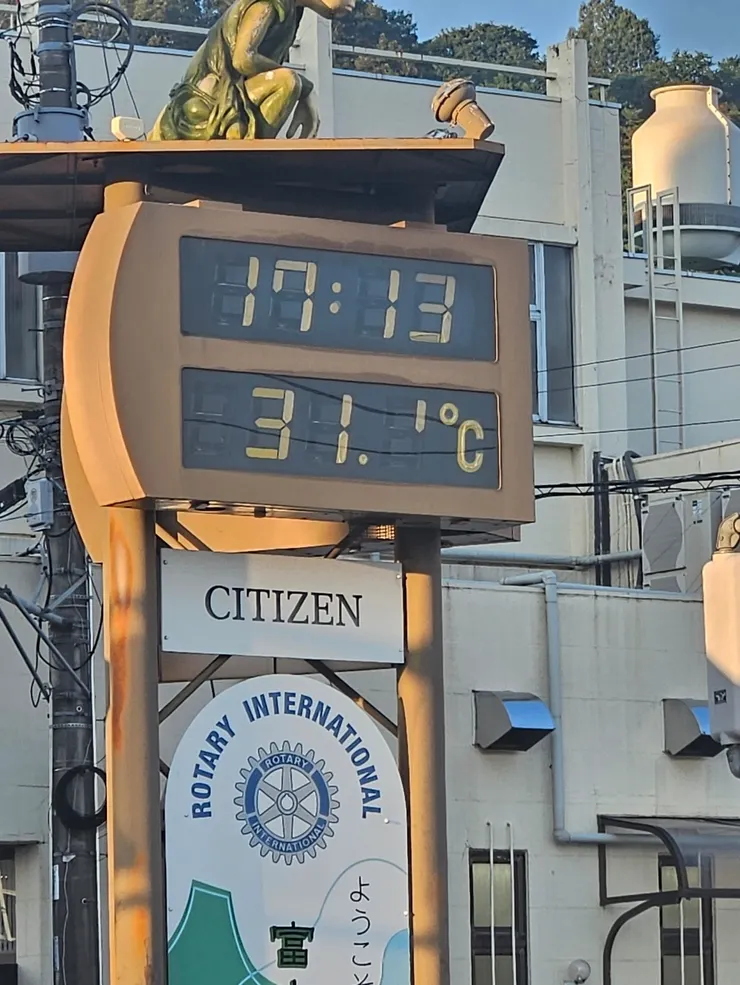 17:13
31.1℃
CITIZEN
ROTARY INTERNATIONAL
ROTARY
INTERNATIONAL
ようこそ
富